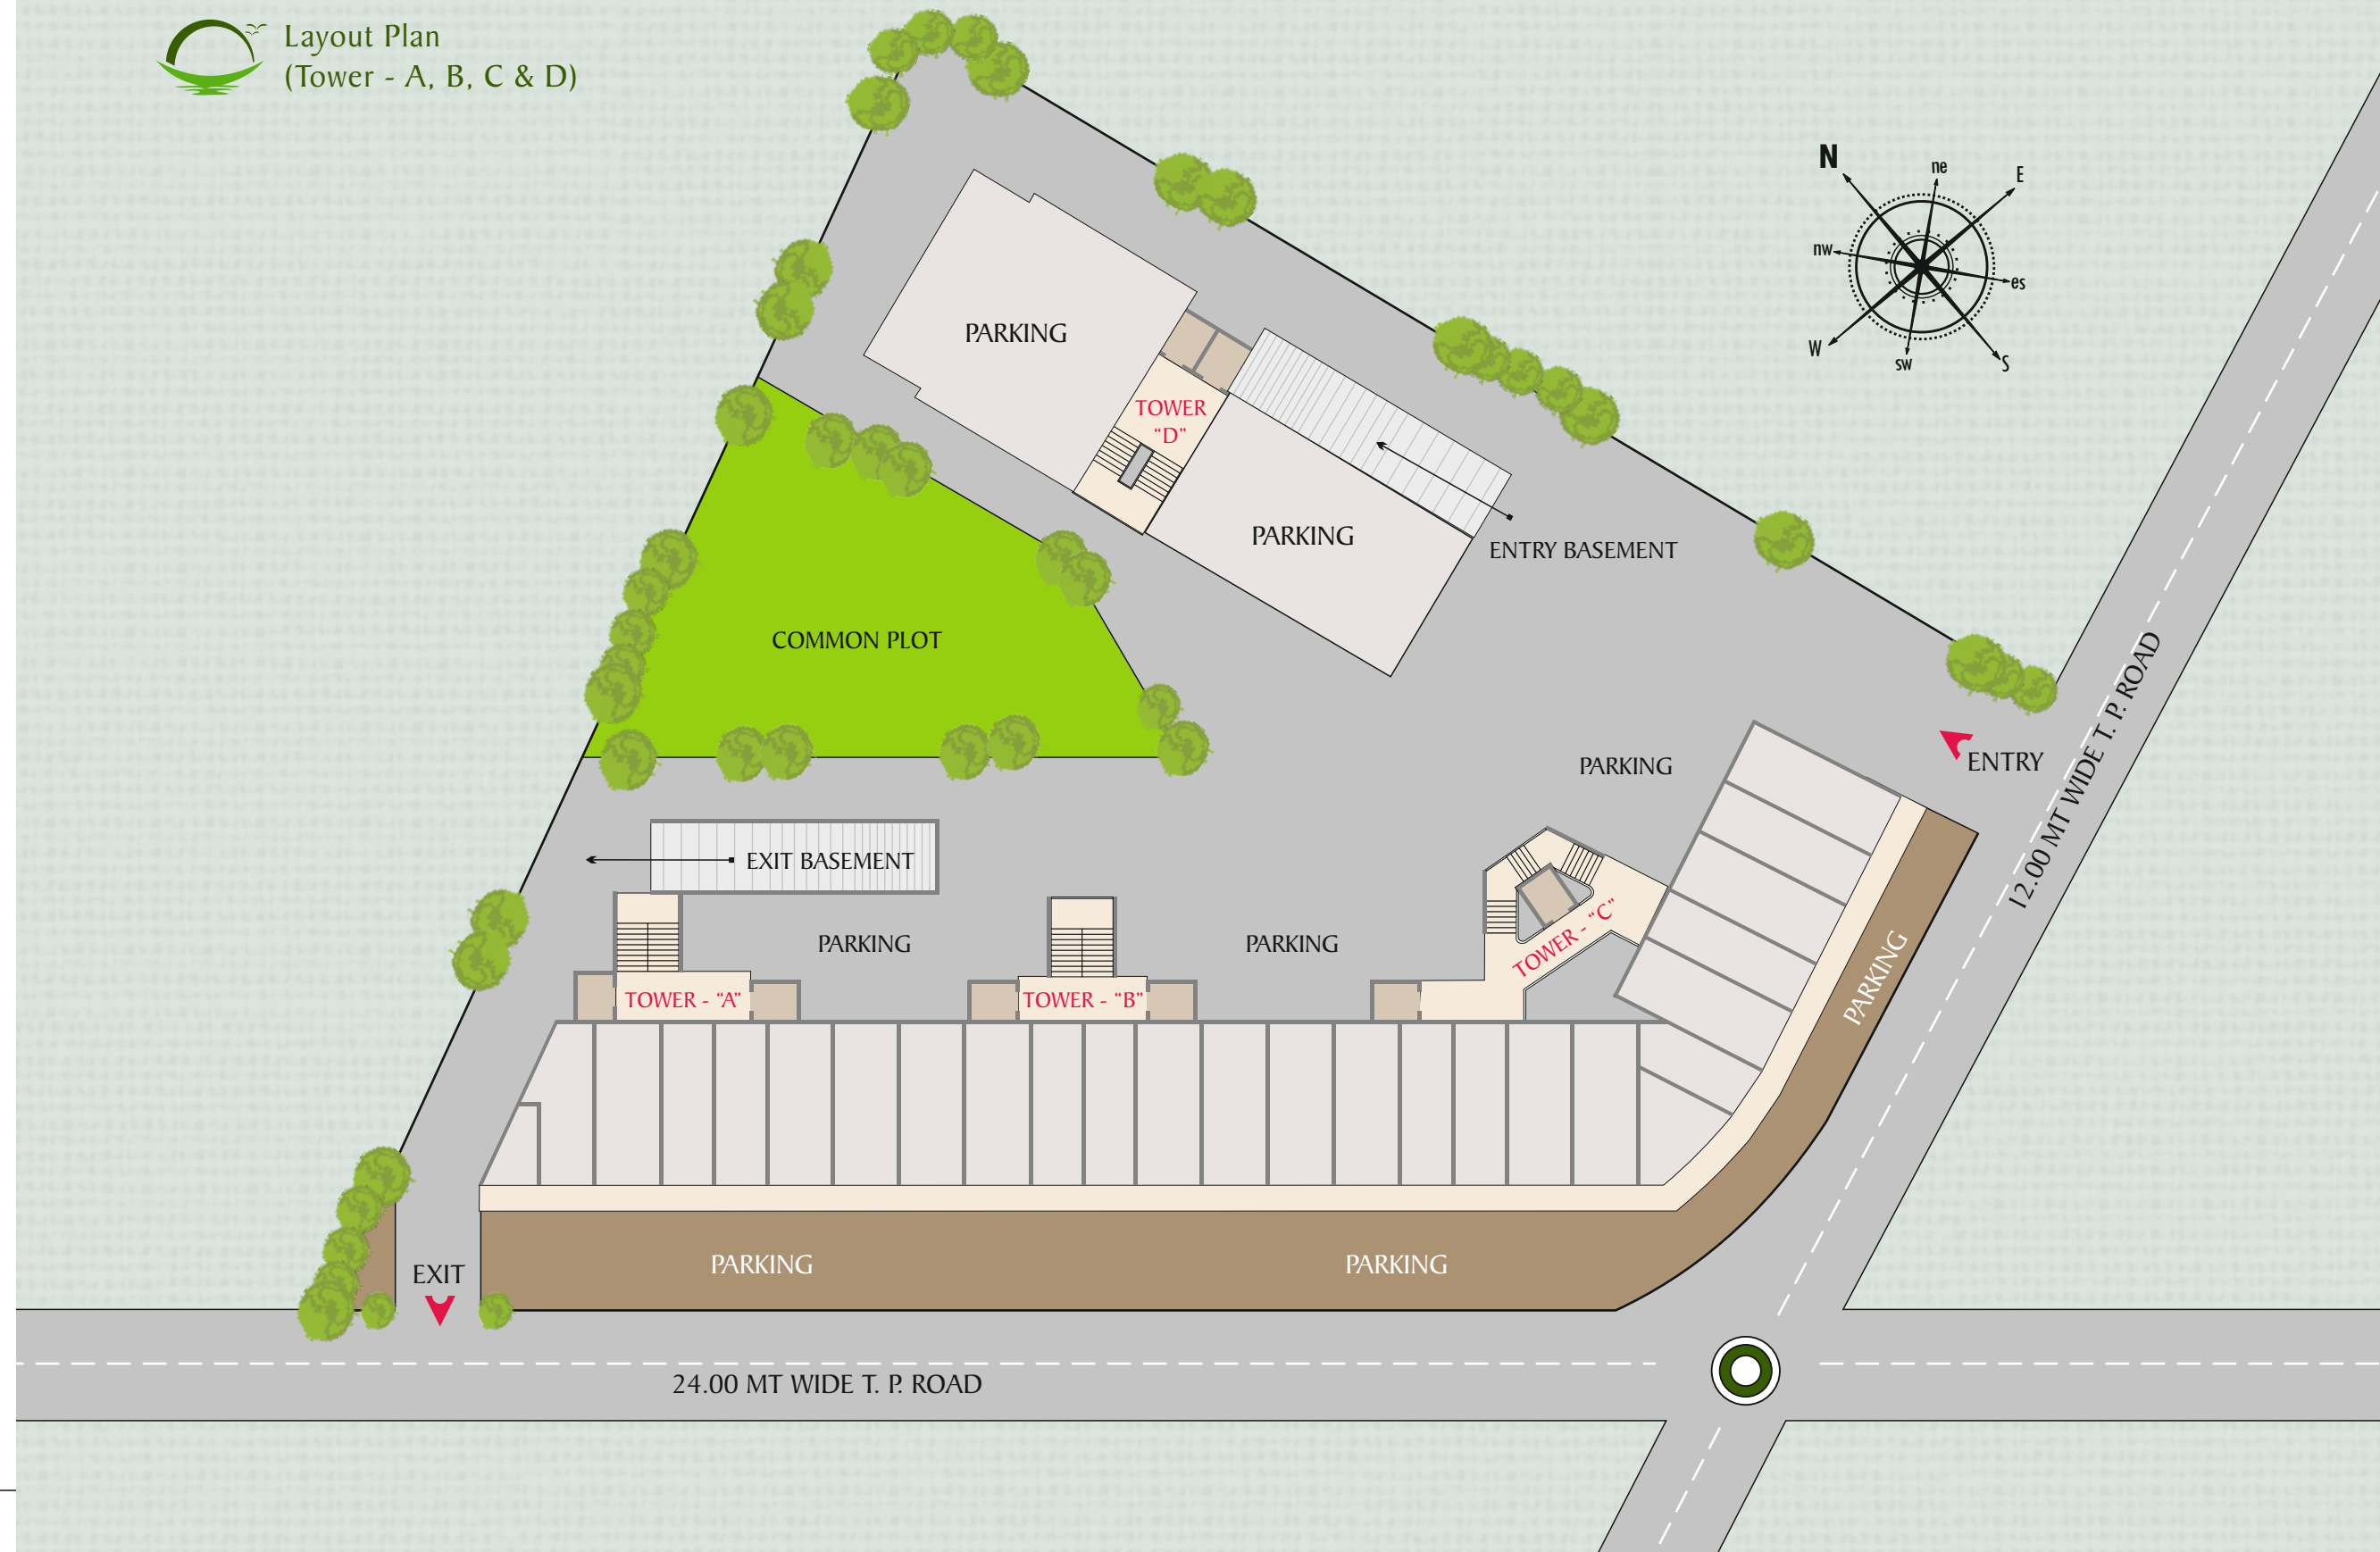 Layout Plan
(Tower - A, B, C & D)
N
ne
E
nw
es
W
sw
S
PARKING
TOWER
“D”
PARKING
ENTRY BASEMENT
COMMON PLOT
12.00 MT WIDE T. P. ROAD
ENTRY
PARKING
EXIT BASEMENT
PARKING
PARKING
TOWER - “C”
PARKING
TOWER - “A”
TOWER - “B”
EXIT
PARKING
PARKING
24.00 MT WIDE T. P. ROAD